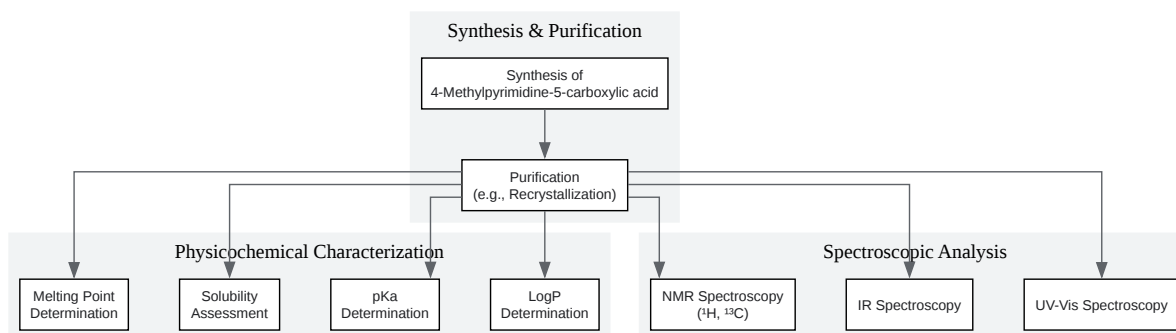 Synthesis & Purification
Synthesis of
4-Methylpyrimidine-5-carboxylic acid
Purification
(e.g., Recrystallization)
Physicochemical Characterization
Spectroscopic Analysis
Melting Point
Determination
Solubility
Assessment
pKa
Determination
LogP
Determination
NMR Spectroscopy
(¹H, ¹³C)
IR Spectroscopy
UV-Vis Spectroscopy